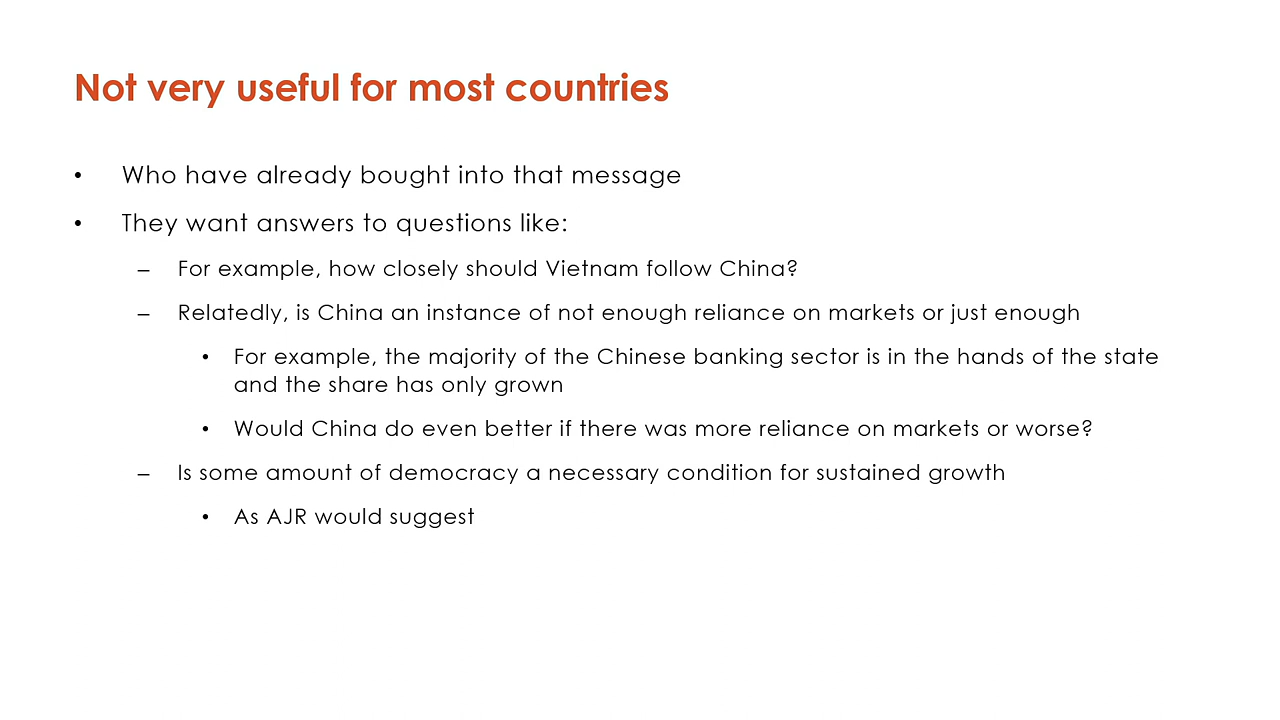 Not very useful for most countries
• Who have already bought into that message
• They want answers to questions like:
– For example, how closely should Vietnam follow China?
– Relatedly, is China an instance of not enough reliance on markets or just enough
• For example, the majority of the Chinese banking sector is in the hands of the state
and the share has only grown
• Would China do even better if there was more reliance on markets or worse?
– Is some amount of democracy a necessary condition for sustained growth
• As AJR would suggest